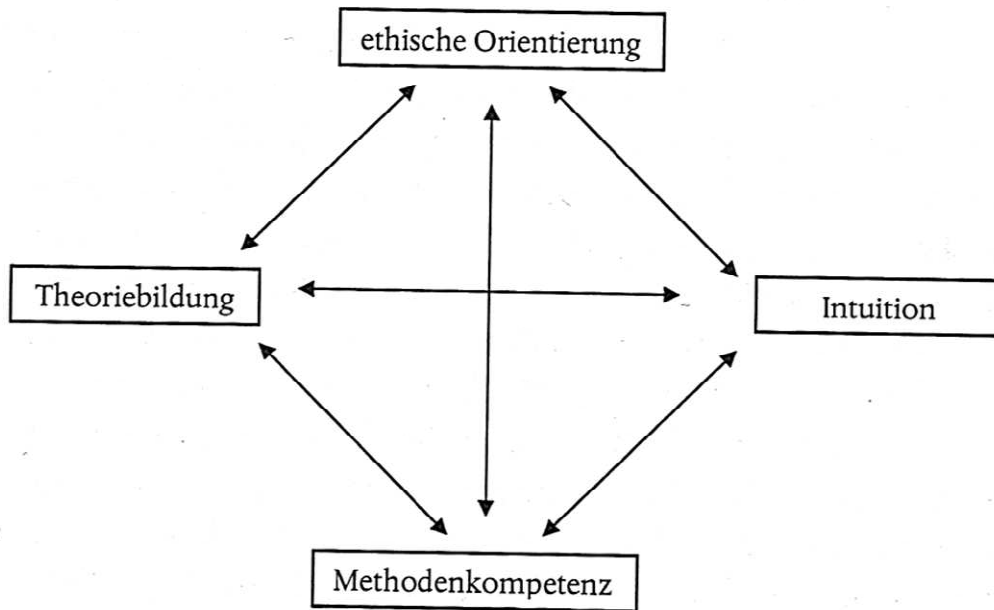 ethische Orientierung
Theoriebildung
Intuition
Methodenkompetenz